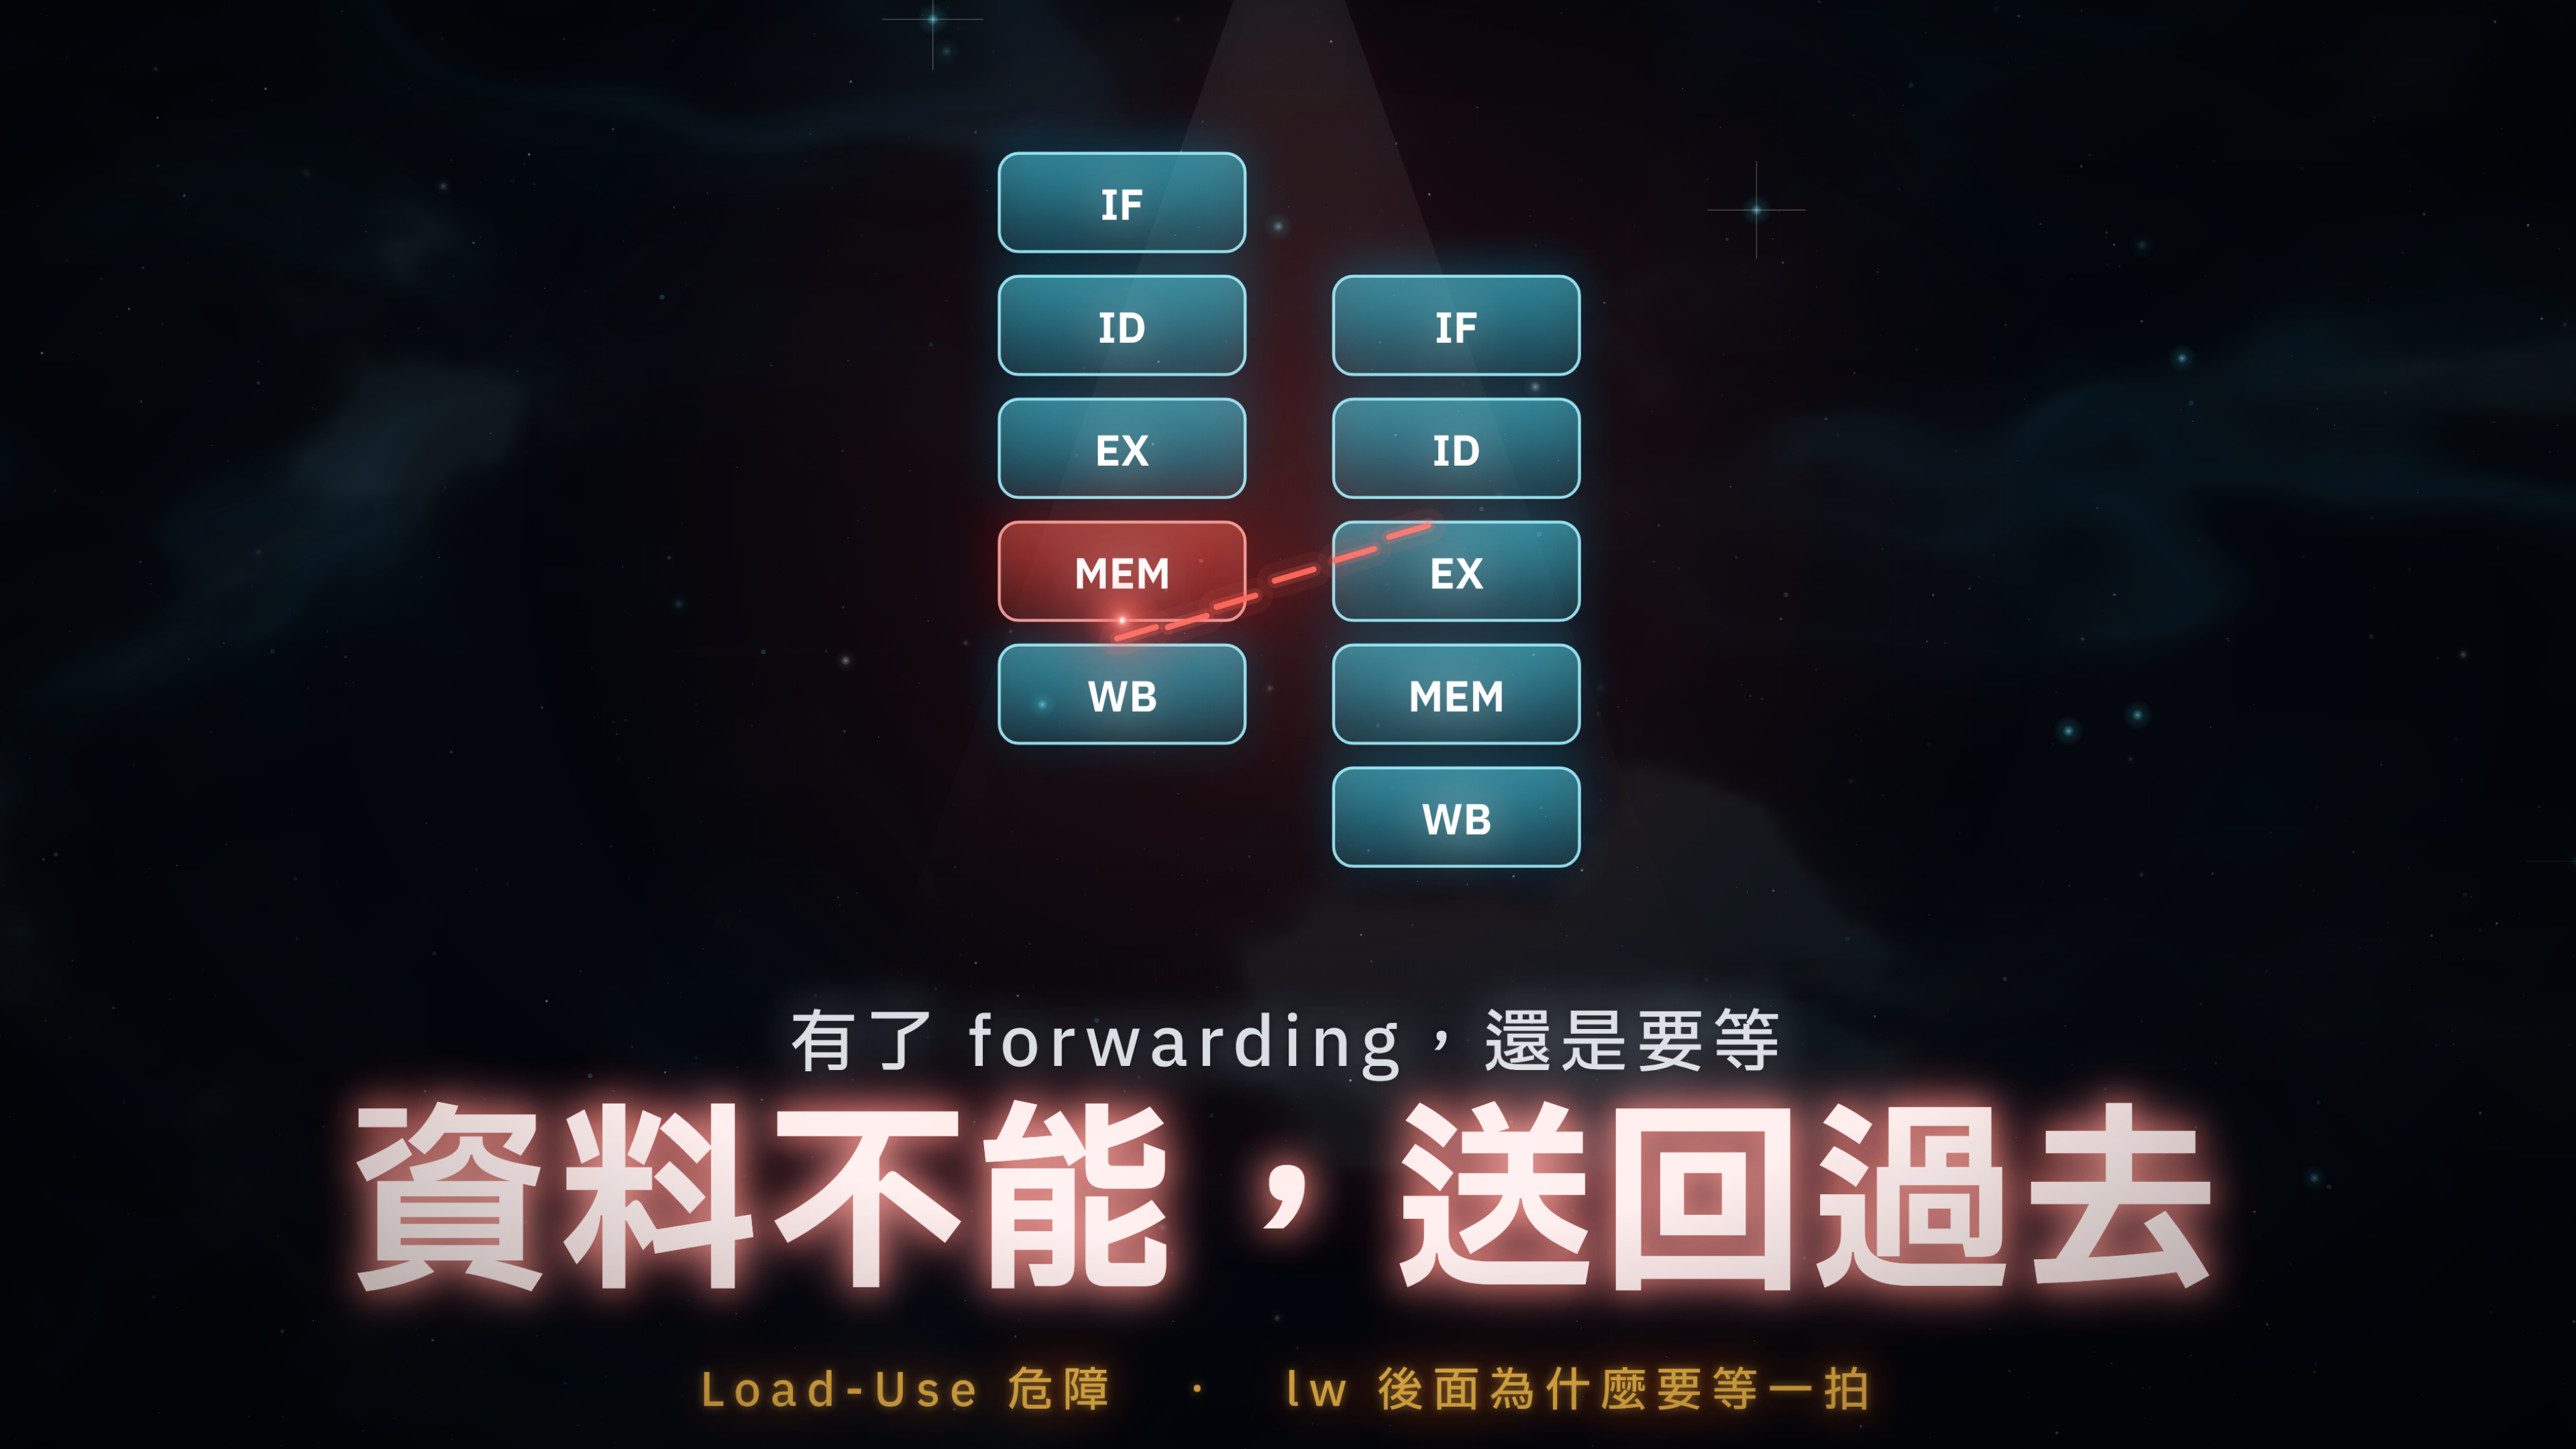 IF
ID
EX
MEM
WB
IF
ID
EX
MEM
WB
有了 forwarding，還是要等
資料不能，送回過去
Load-Use 危障 · lw 後面為什麼要等一拍